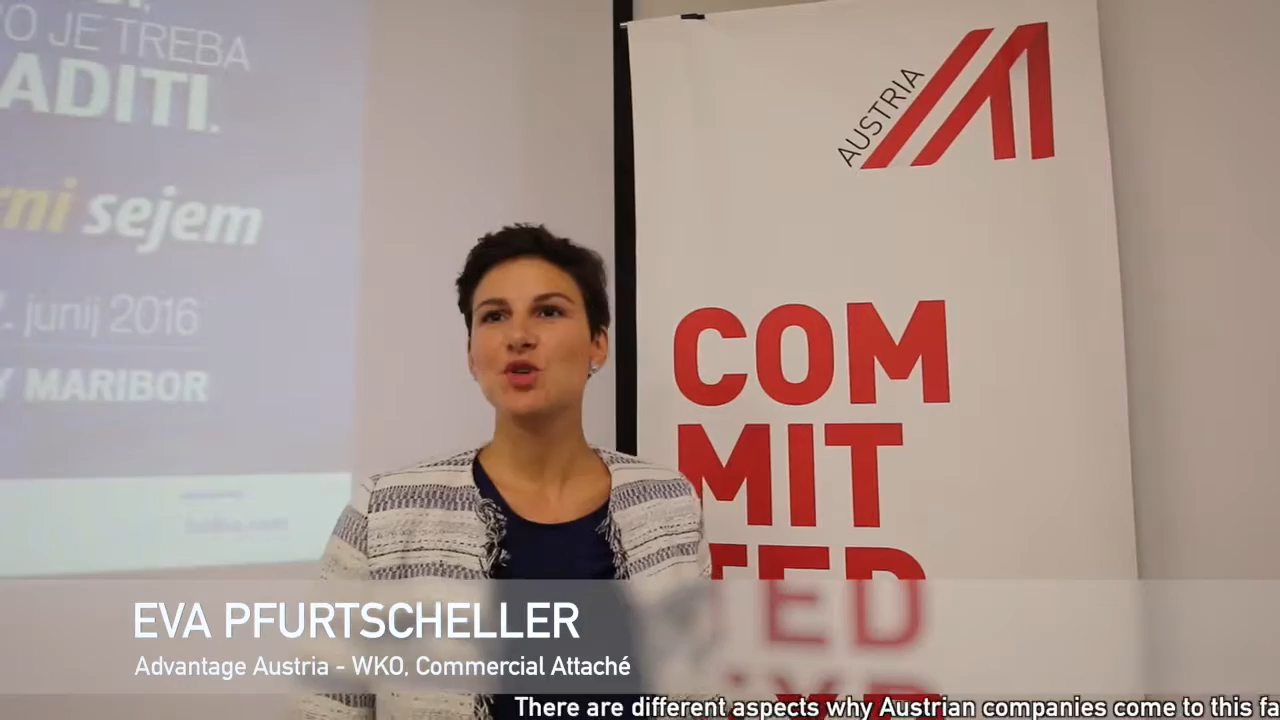 O JE TREBA
ADITI.
rni sejem
. junij 2016
Y MARIBOR
AUSTRIA
COM
MIT
TED
EVA PFURTSCHELLER
Advantage Austria - WKO, Commercial Attaché
There are different aspects why Austrian companies come to this fa